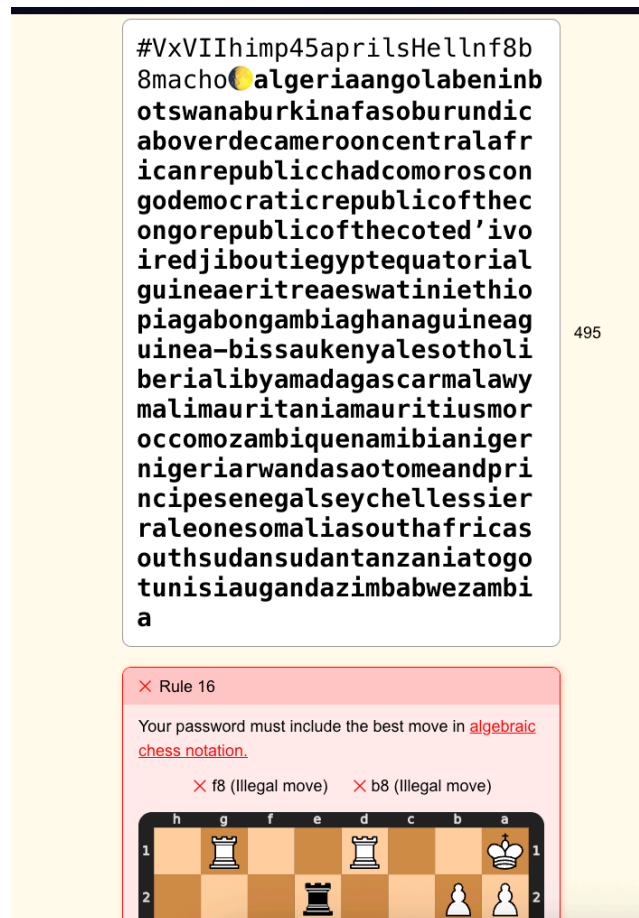 #VxVIIhimp45aprilsHellnf8b
8macho🌓algeriaangolabeninb
otswanaburkinafasoburundic
aboverdecamerooncentralafr
icanrepublicchadcomoroscon
godemocraticrepublicofthec
ongorepublicofthecoted’ivo
iredjiboutiegyptequatorial
guineaeritreaeswatiniethio
piagabongambiaghanaguineag
uinea–bissaukenyalesotholi
berialibyamadagascarmalawy
malimauritaniamauritiusmor
occomozambiquenamibianiger
nigeriarwandasaotomeandpri
ncipesenegalseychellessier
raleonesomaliasouthafricas
outhsudansudantanzaniatogo
tunisiaugandazimbabwezambi
a
495
Rule 16
Your password must include the best move in algebraic
chess notation.
f8 (Illegal move) b8 (Illegal move)
h g f e d c b a
1 1
2 2